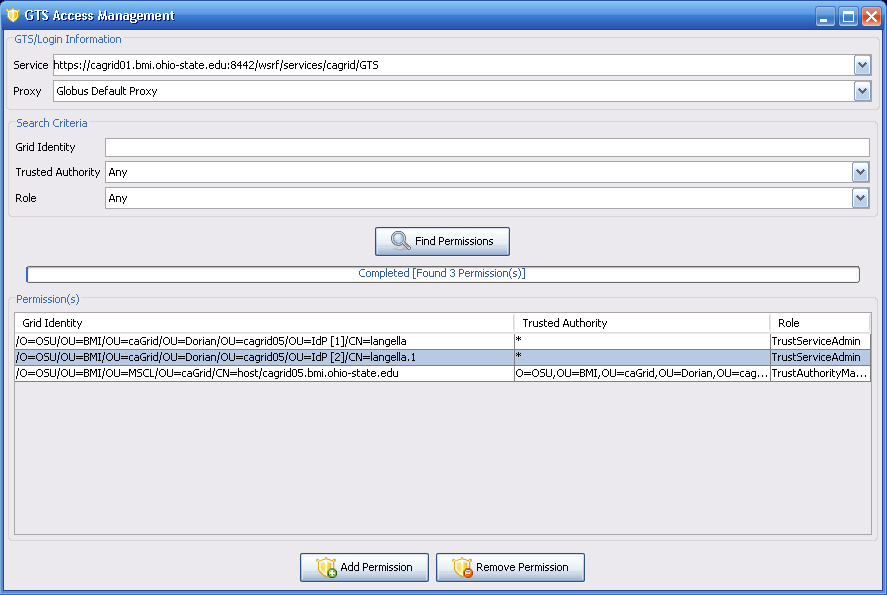 GTS Access Management
GTS/Login Information
Service https://cagrid01.bmi.ohio-state.edu:8442/wsrf/services/cagrid/GTS
Proxy Globus Default Proxy
Search Criteria
Grid Identity
Trusted Authority Any
Role Any
Find Permissions
Completed [Found 3 Permission(s)]
Permission(s)
Grid Identity Trusted Authority Role
/O=OSU/OU=BMI/OU=caGrid/OU=Dorian/OU=cagrid05/OU=IdP [1]/CN=langella * TrustServiceAdmin
/O=OSU/OU=BMI/OU=caGrid/OU=Dorian/OU=cagrid05/OU=IdP [2]/CN=langella.1 * TrustServiceAdmin
/O=OSU/OU=BMI/OU=MSCL/OU=caGrid/CN=host/cagrid05.bmi.ohio-state.edu O=OSU,OU=BMI,OU=caGrid,OU=Dorian,OU=cag... TrustAuthorityMa...
Add Permission Remove Permission